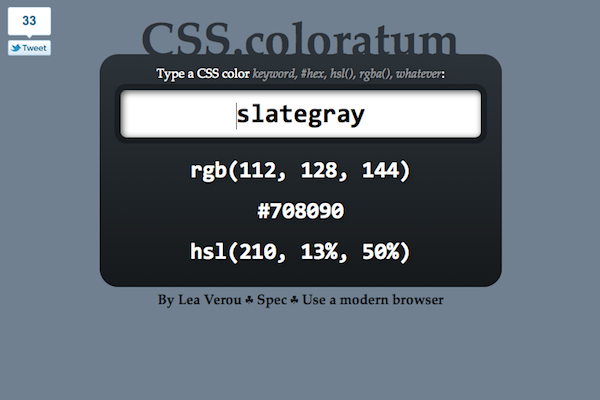 33
Tweet
CSS.coloratum
Type a CSS color keyword, #hex, hsl(), rgba(), whatever:
slategray
rgb(112, 128, 144)
#708090
hsl(210, 13%, 50%)
By Lea Verou ☘ Spec ☘ Use a modern browser